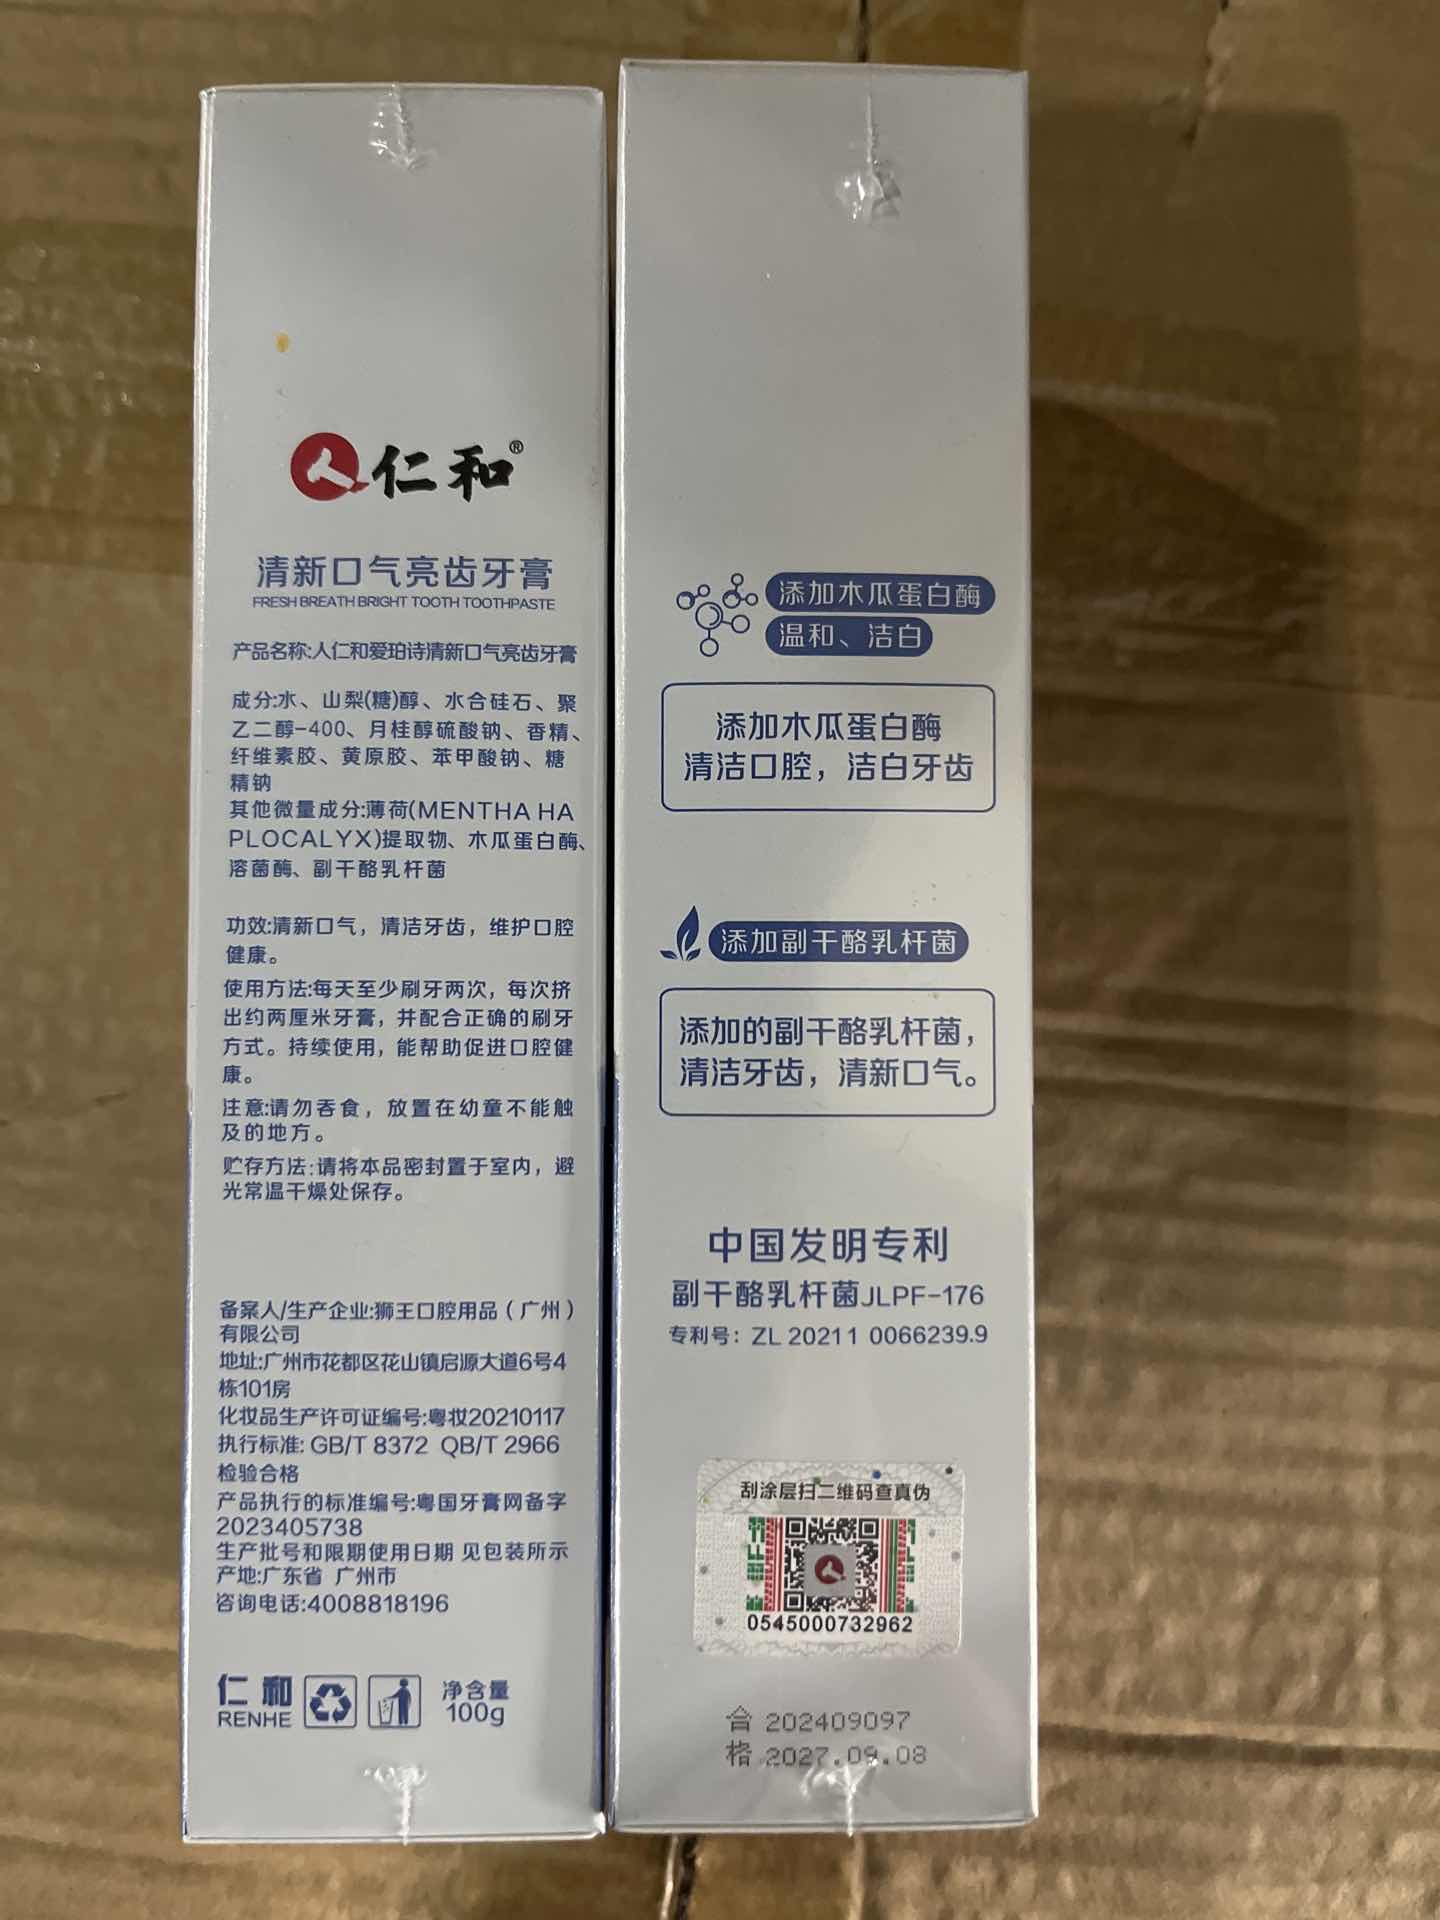 仁和®
清新口气亮齿牙膏
FRESH BREATH BRIGHT TOOTH TOOTHPASTE
产品名称:人仁和爱珀诗清新口气亮齿牙膏
成分:水、山梨(糖)醇、水合硅石、聚
乙二醇-400、月桂醇硫酸钠、香精、
纤维素胶、黄原胶、苯甲酸钠、糖
精钠
其他微量成分:薄荷(MENTHA HA
PLOCALYX)提取物、木瓜蛋白酶、
溶菌酶、副干酪乳杆菌
功效:清新口气，清洁牙齿，维护口腔
健康。
使用方法:每天至少刷牙两次，每次挤
出约两厘米牙膏，并配合正确的刷牙
方式。持续使用，能帮助促进口腔健
康。
注意:请勿吞食，放置在幼童不能触
及的地方。
贮存方法:请将本品密封置于室内，避
光常温干燥处保存。
备案人/生产企业:狮王口腔用品（广州）
有限公司
地址:广州市花都区花山镇启源大道6号4
栋101房
化妆品生产许可证编号:粤妆20210117
执行标准: GB/T 8372 QB/T 2966
检验合格
产品执行的标准编号:粤国牙膏网备字
2023405738
生产批号和限期使用日期 见包装所示
产地:广东省 广州市
咨询电话:4008818196
仁和
RENHE
净含量
100g
添加木瓜蛋白酶
温和、洁白
添加木瓜蛋白酶
清洁口腔，洁白牙齿
添加副干酪乳杆菌
添加的副干酪乳杆菌，
清洁牙齿，清新口气。
中国发明专利
副干酪乳杆菌JLPF-176
专利号：ZL 20211 0066239.9
刮涂层扫二维码查真伪
0545000732962
合 202409097
格 2027.09.08